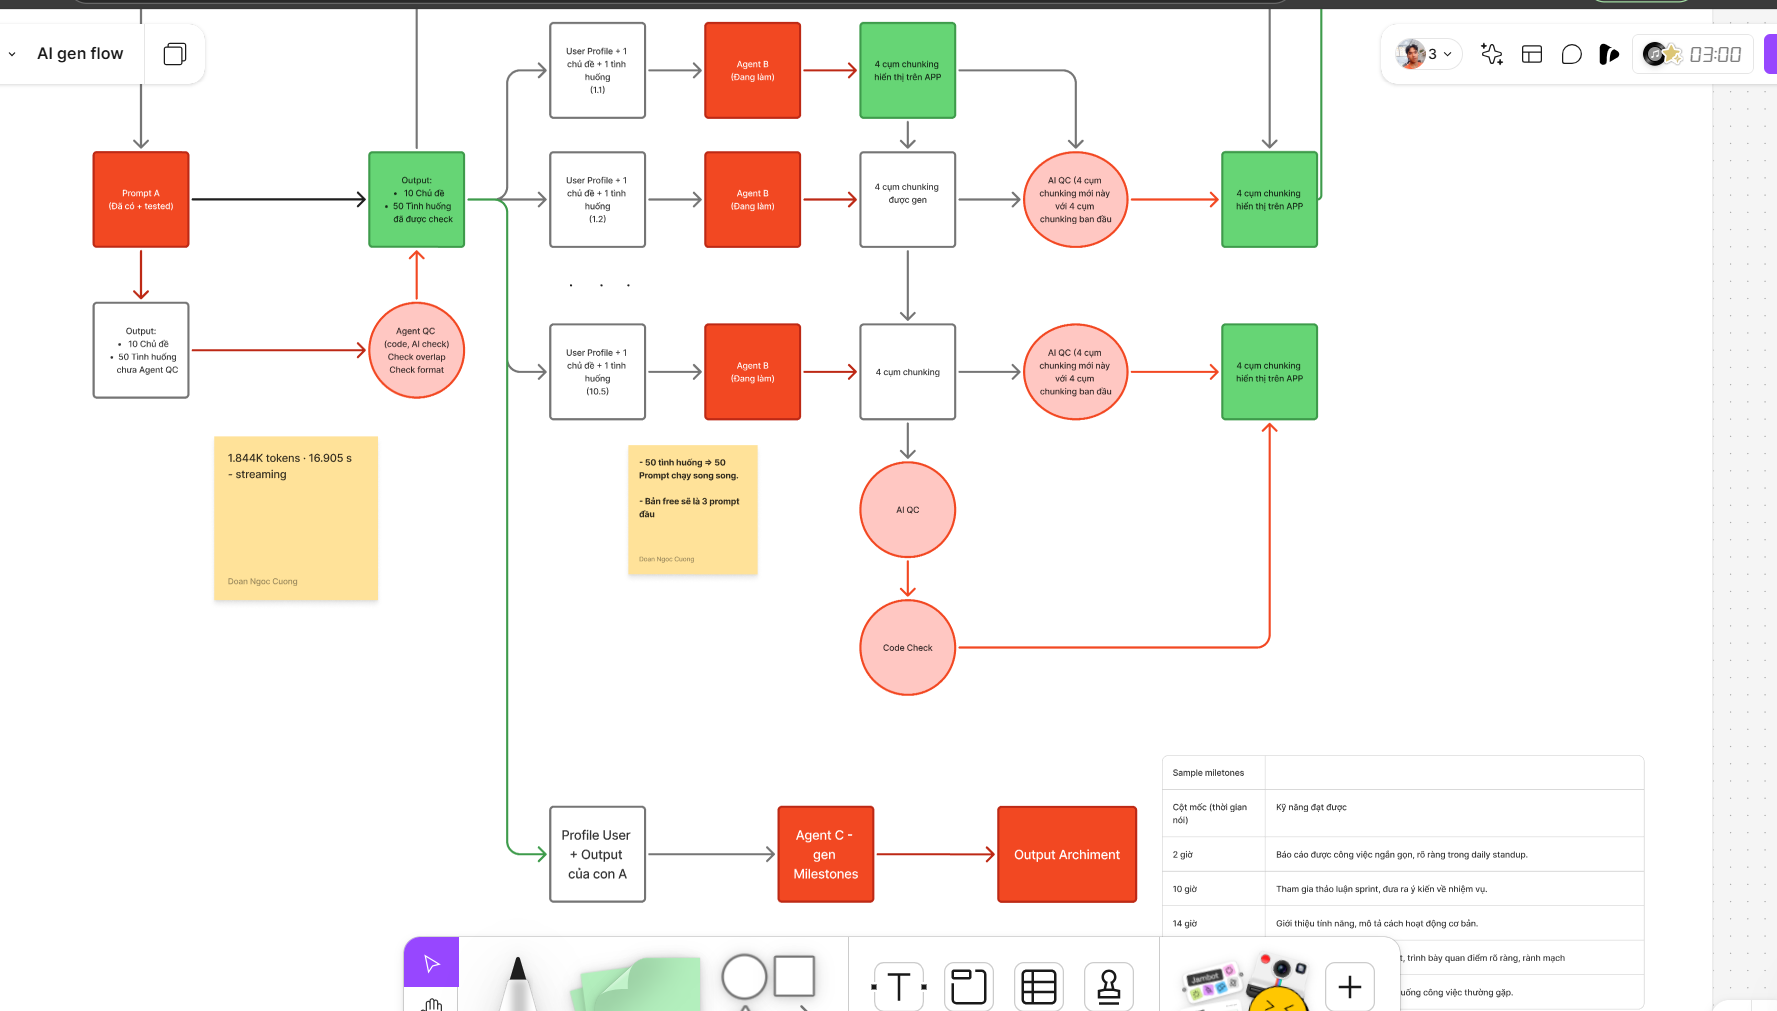 AI gen flow
3
03:00
User Profile + 1
chủ đề + 1 tình
huống
(1.1)
Agent B
(Đang làm)
4 cụm chunking
hiển thị trên APP
Prompt A
(Đã có + tested)
Output:
• 10 Chủ đề
• 50 Tình huống
đã được check
User Profile + 1
chủ đề + 1 tình
huống
(1.2)
Agent B
(Đang làm)
4 cụm chunking
được gen
AI QC (4 cụm
chunking mới này
với 4 cụm
chunking ban đầu
4 cụm chunking
hiển thị trên APP
. . .
Output:
• 10 Chủ đề
• 50 Tình huống
chưa Agent QC
Agent QC
(code, AI check)
Check overlap
Check format
User Profile + 1
chủ đề + 1 tình
huống
(10.5)
Agent B
(Đang làm)
4 cụm chunking
AI QC (4 cụm
chunking mới này
với 4 cụm
chunking ban đầu
4 cụm chunking
hiển thị trên APP
1.844K tokens · 16.905 s
- streaming
Doan Ngoc Cuong
- 50 tình huống => 50
Prompt chạy song song.
- Bản free sẽ là 3 prompt
đầu
Doan Ngoc Cuong
AI QC
Code Check
Profile User
+ Output
của con A
Agent C -
gen
Milestones
Output Archiment
Sample miletones
Cột mốc (thời gian
nói)
Kỹ năng đạt được
2 giờ
Báo cáo được công việc ngắn gọn, rõ ràng trong daily standup.
10 giờ
Tham gia thảo luận sprint, đưa ra ý kiến về nhiệm vụ.
14 giờ
Giới thiệu tính năng, mô tả cách hoạt động cơ bản.
t, trình bày quan điểm rõ ràng, rành mạch
uống công việc thường gặp.
T
Jambot